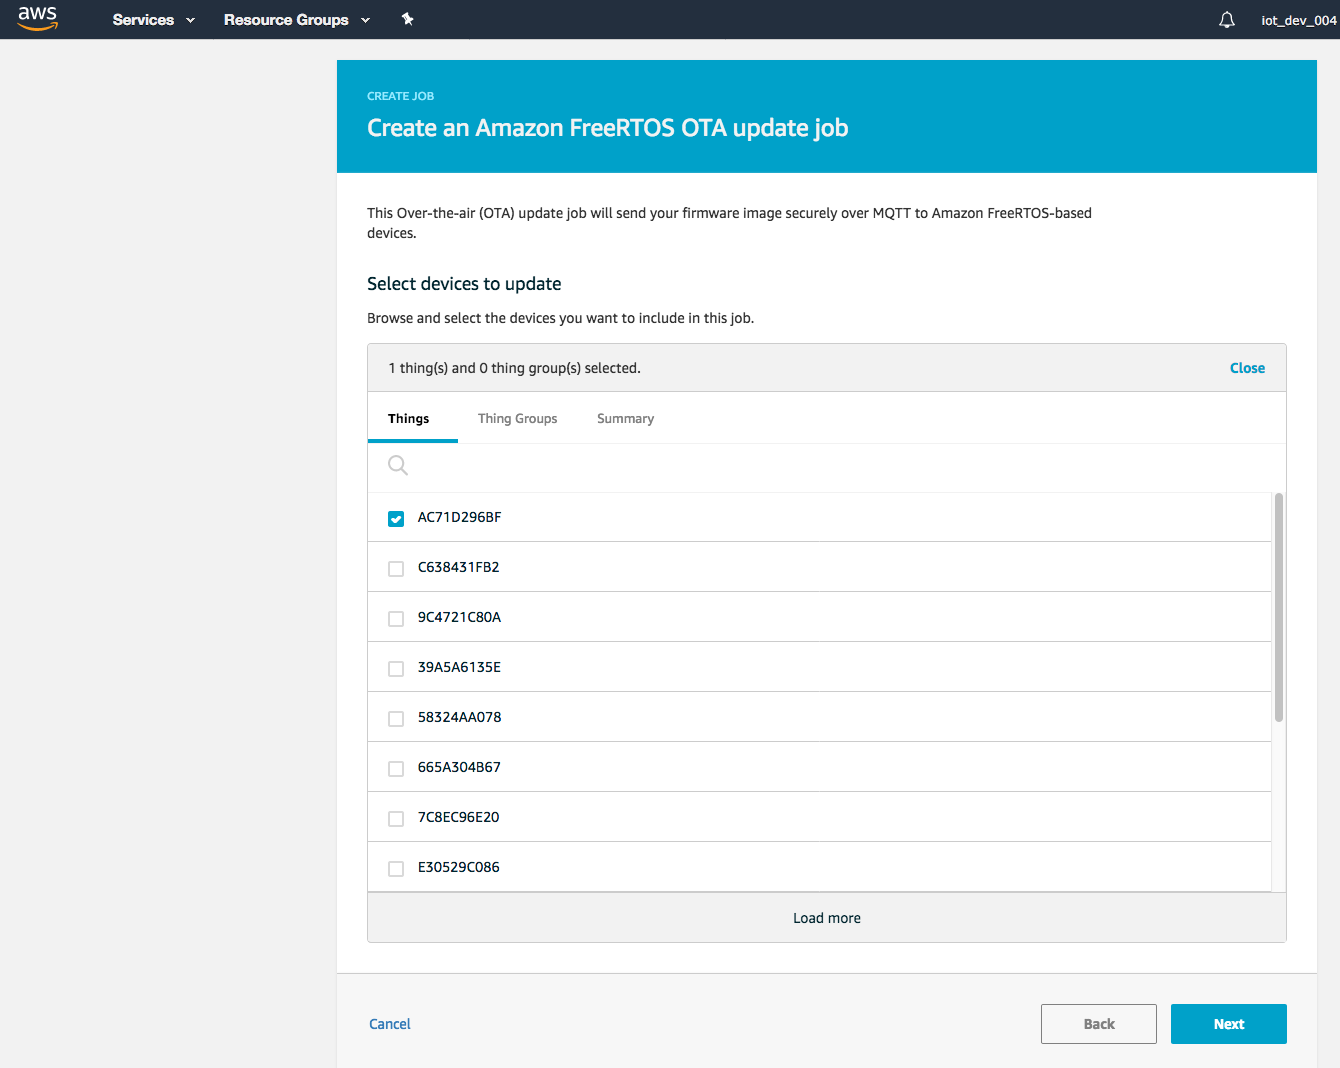 aws Services Resource Groups iot_dev_004
CREATE JOB
Create an Amazon FreeRTOS OTA update job
This Over-the-air (OTA) update job will send your firmware image securely over MQTT to Amazon FreeRTOS-based
devices.
Select devices to update
Browse and select the devices you want to include in this job.
1 thing(s) and 0 thing group(s) selected. Close
Things Thing Groups Summary
AC71D296BF
C638431FB2
9C4721C80A
39A5A6135E
58324AA078
665A304B67
7C8EC96E20
E30529C086
Load more
Cancel Back Next